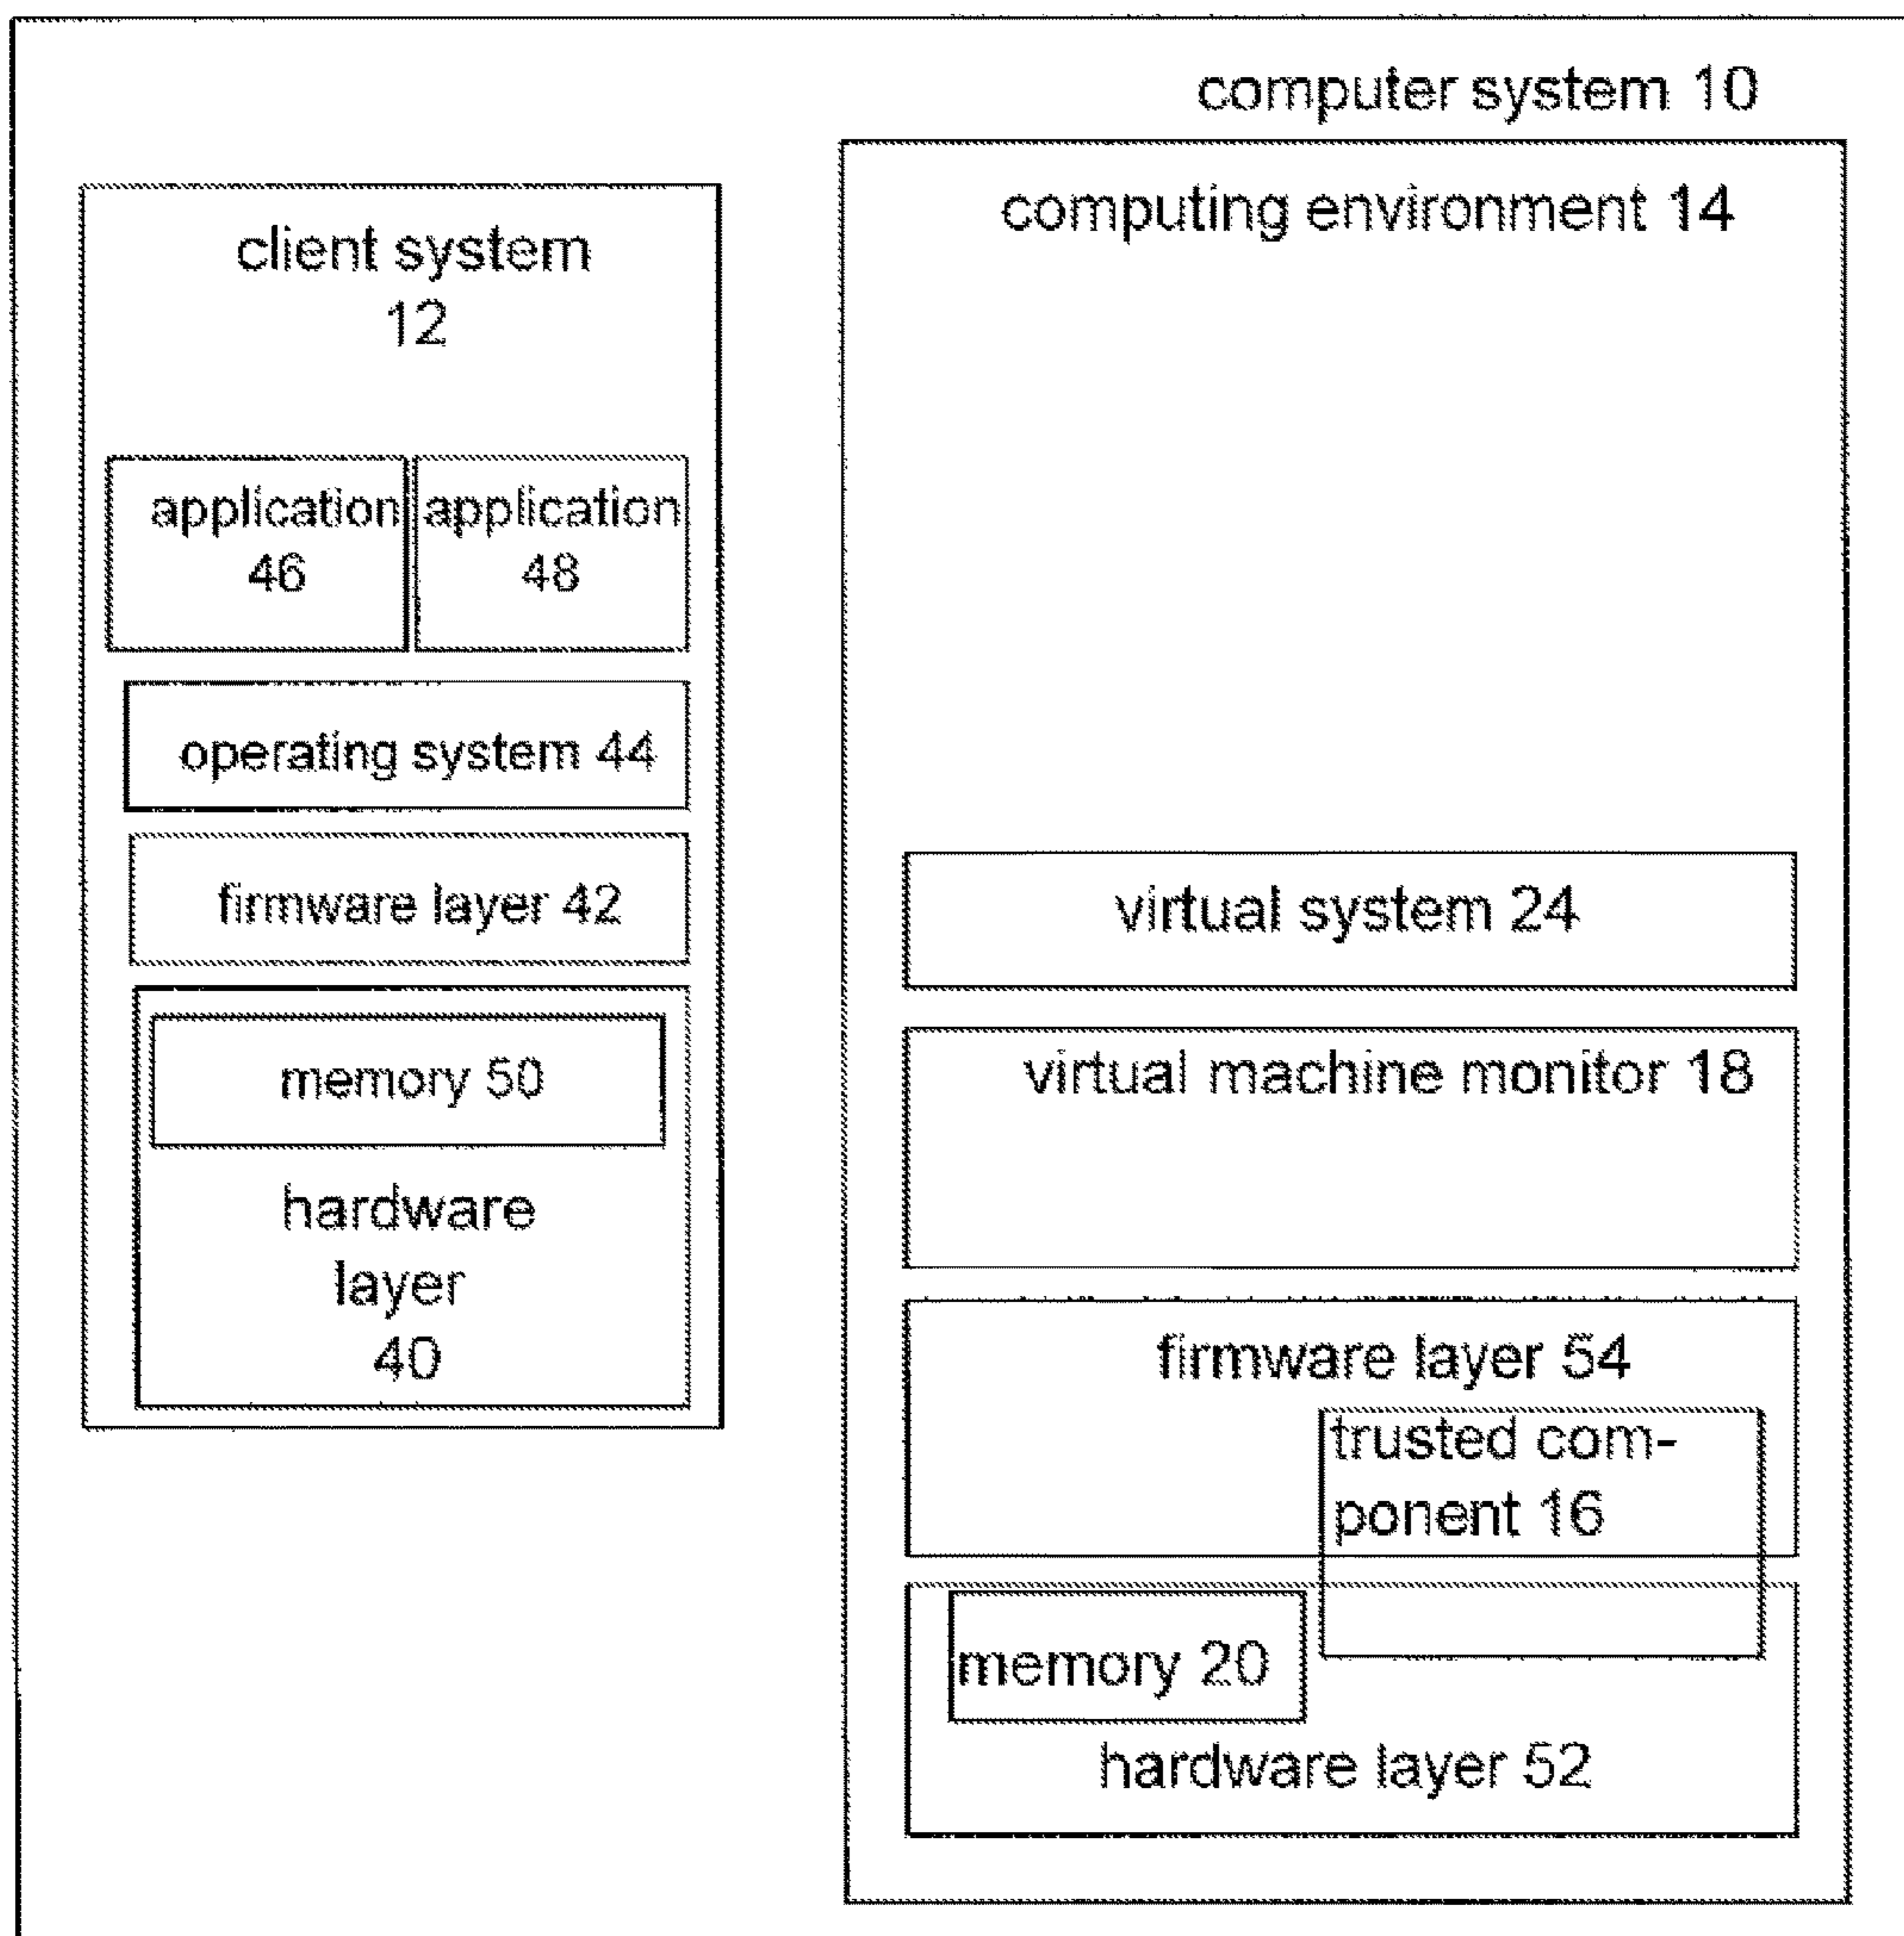 computer system 10
client system
12
application
46
application
48
operating system 44
firmware layer 42
memory 50
hardware
layer
40
computing environment 14
virtual system 24
virtual machine monitor 18
firmware layer 54
trusted com-
ponent 16
memory 20
hardware layer 52